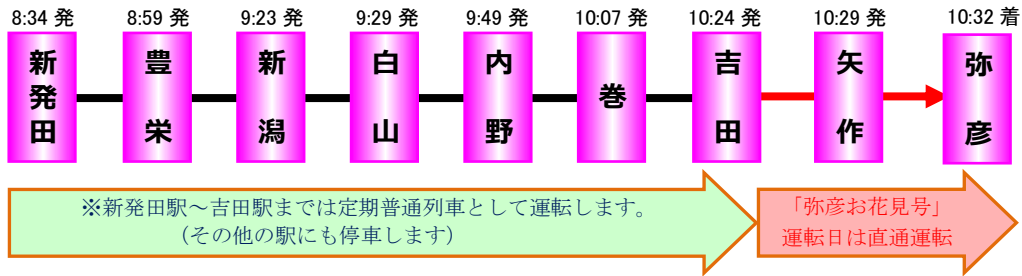 8:34 発 8:59 発 9:23 発 9:29 発 9:49 発 10:07 発 10:24 発 10:29 発 10:32 着
新発田 豊栄 新潟 白山 内野 巻 吉田 矢作 弥彦
※新発田駅~吉田駅までは定期普通列車として運転します。
(その他の駅にも停車します)
「弥彦お花見号」
運転日は直通運転